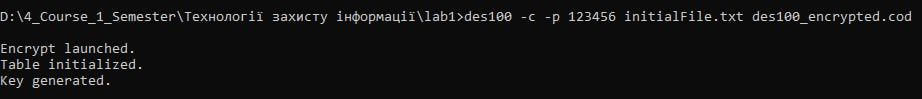 D:\4_Course_1_Semester\Технології захисту інформації\lab1>des100 -c -p 123456 initialFile.txt des100_encrypted.cod
Encrypt launched.
Table initialized.
Key generated.